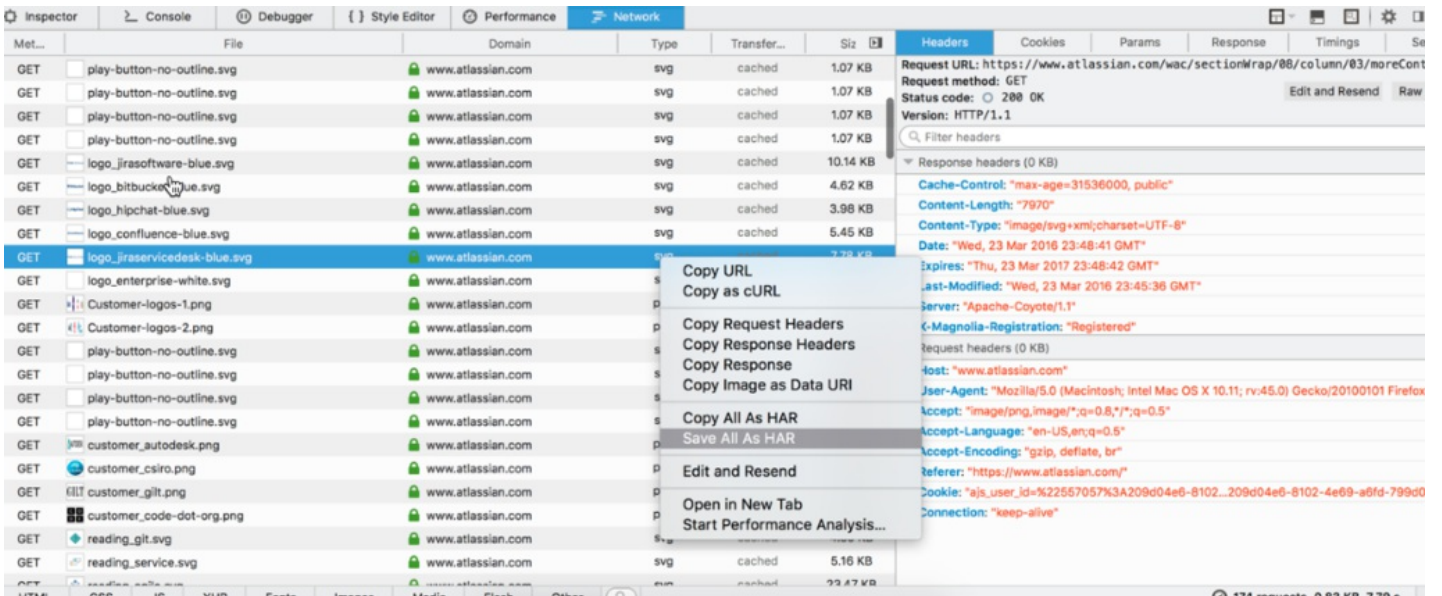 Inspector Console Debugger { } Style Editor Performance Network
Met... File Domain Type Transfer... Siz
GET play-button-no-outline.svg www.atlassian.com svg cached 1.07 KB
GET play-button-no-outline.svg www.atlassian.com svg cached 1.07 KB
GET play-button-no-outline.svg www.atlassian.com svg cached 1.07 KB
GET play-button-no-outline.svg www.atlassian.com svg cached 1.07 KB
GET logo_jirasoftware-blue.svg www.atlassian.com svg cached 10.14 KB
GET www.atlassian.com svg cached 4.62 KB
GET logo_hipchat-blue.svg www.atlassian.com svg cached 3.98 KB
GET logo_confluence-blue.svg www.atlassian.com svg cached 5.45 KB
GET logo_jiraservicedesk-blue.svg www.atlassian.com
GET logo_enterprise-white.svg www.atlassian.com
GET Customer-logos-1.png www.atlassian.com
GET Customer-logos-2.png www.atlassian.com
GET play-button-no-outline.svg www.atlassian.com
GET play-button-no-outline.svg www.atlassian.com
GET play-button-no-outline.svg www.atlassian.com
GET play-button-no-outline.svg www.atlassian.com
GET customer_autodesk.png www.atlassian.com
GET customer_csiro.png www.atlassian.com
GET GILT customer_gilt.png www.atlassian.com
GET customer_code-dot-org.png www.atlassian.com
GET reading_git.svg www.atlassian.com
GET reading_service.svg www.atlassian.com svg cached 5.16 KB
Copy URL
Copy as cURL
Copy Request Headers
Copy Response Headers
Copy Response
Copy Image as Data URI
Copy All As HAR
Save All As HAR
Edit and Resend
Open in New Tab
Start Performance Analysis...
Headers Cookies Params Response Timings Se
Request URL: https://www.atlassian.com/wac/sectionWrap/08/column/03/moreCont
Request method: GET
Status code: 200 OK
Edit and Resend Raw
Version: HTTP/1.1
Filter headers
Response headers (0 KB)
Cache-Control: "max-age=31536000, public"
Content-Length: "7970"
Content-Type: "image/svg+xml;charset=UTF-8"
Date: "Wed, 23 Mar 2016 23:48:41 GMT"
Expires: "Thu, 23 Mar 2017 23:48:42 GMT"
ast-Modified: "Wed, 23 Mar 2016 23:45:36 GMT"
Server: "Apache-Coyote/1.1"
X-Magnolia-Registration: "Registered"
Request headers (0 KB)
Host: "www.atlassian.com"
User-Agent: "Mozilla/5.0 (Macintosh; Intel Mac OS X 10.11; rv:45.0) Gecko/20100101 Firefox
Accept: "image/png,image/*;q=0.8,*/*;q=0.5"
Accept-Language: "en-US,en;q=0.5"
Accept-Encoding: "gzip, deflate, br"
Referer: "https://www.atlassian.com/"
Cookie: "ajs_user_id=%22557057%3A209d04e6-8102...209d04e6-8102-4e69-a6fd-799d0
Connection: "keep-alive"